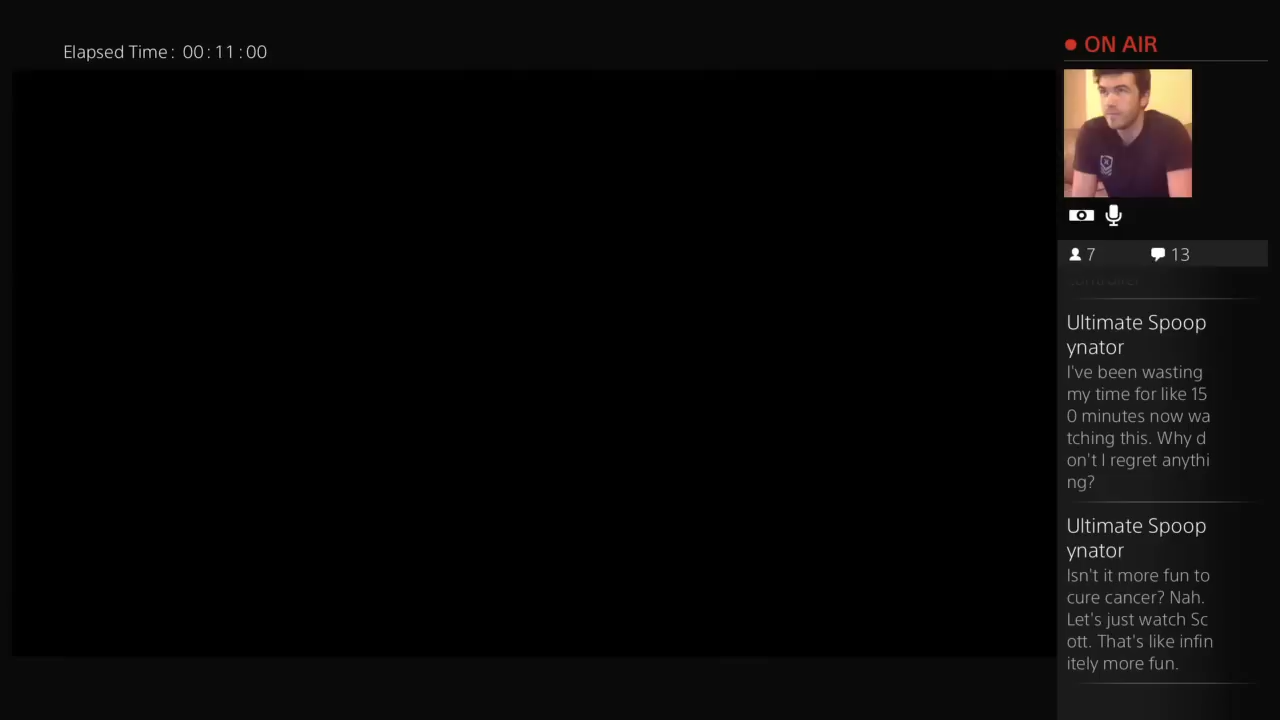 Elapsed Time: 00:11:00
ON AIR
7
13
Ultimate Spoop
ynator
I've been wasting
my time for like 15
0 minutes now wa
tching this. Why d
on't I regret anythi
ng?
Ultimate Spoop
ynator
Isn't it more fun to
cure cancer? Nah.
Let's just watch Sc
ott. That's like infin
itely more fun.